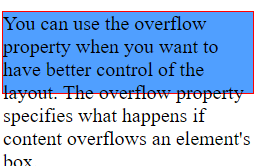 You can use the overflow
property when you want to
have better control of the
layout. The overflow property
specifies what happens if
content overflows an element's
box